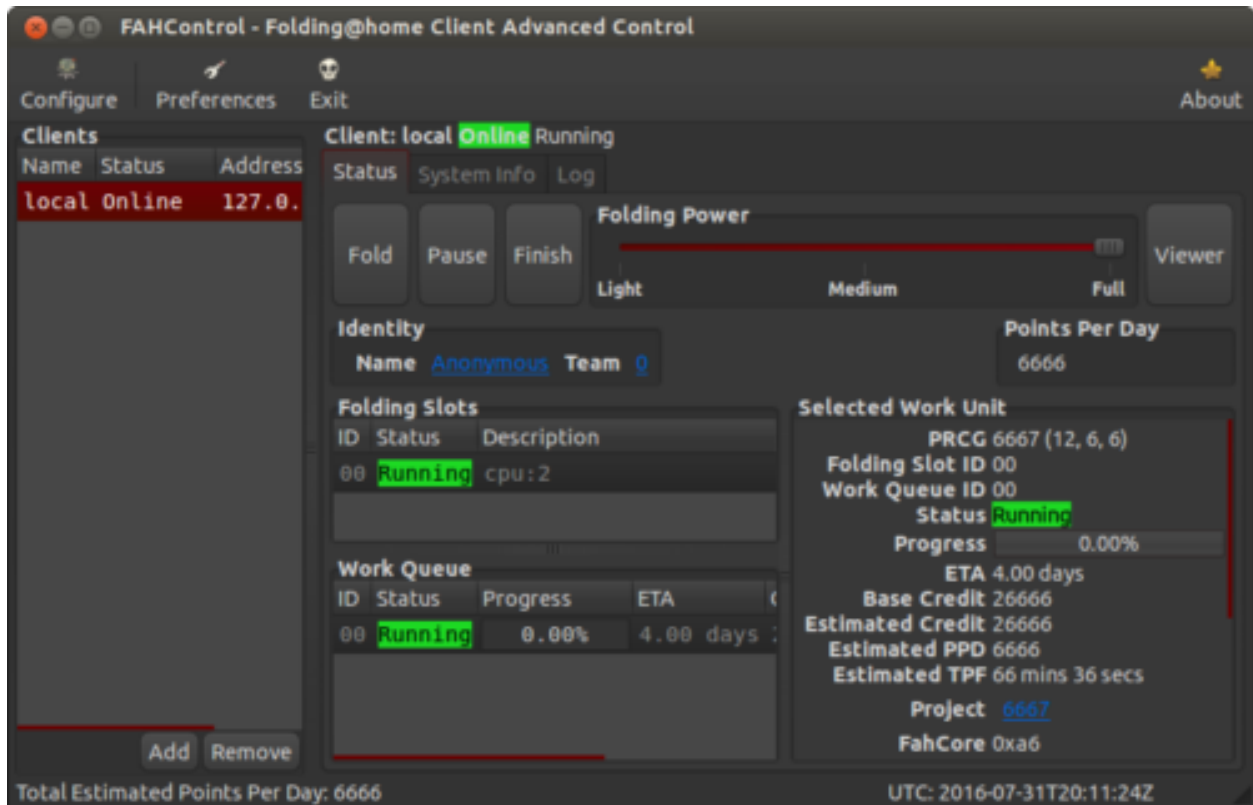 FAHControl - Folding@home Client Advanced Control
Configure Preferences Exit About
Clients
Name Status Address
local Online 127.0.
Client: local Online Running
Status System Info Log
Fold Pause Finish
Folding Power
Light Medium Full
Viewer
Identity
Name Anonymous Team 0
Points Per Day
6666
Folding Slots
ID Status Description
00 Running cpu:2
Work Queue
ID Status Progress ETA
00 Running 0.00% 4.00 days
Selected Work Unit
PRCG 6667 (12, 6, 6)
Folding Slot ID 00
Work Queue ID 00
Status Running
Progress 0.00%
ETA 4.00 days
Base Credit 26666
Estimated Credit 26666
Estimated PPD 6666
Estimated TPF 66 mins 36 secs
Project 6667
FahCore 0xa6
Add Remove
Total Estimated Points Per Day: 6666
UTC: 2016-07-31T20:11:24Z